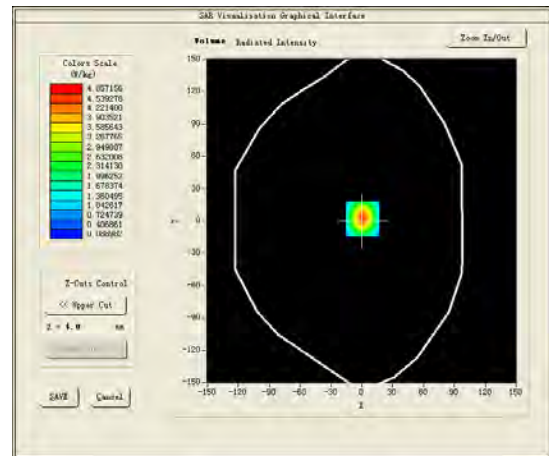 SAR Visualisation Graphical Interface
Volume Radiated Intensity
Zoom In/Out
Colors Scale
(W/kg)
4.857156
4.539278
4.221400
3.903521
3.585643
3.267765
2.949887
2.632008
2.314130
1.996252
1.678374
1.360495
1.042617
0.724739
0.406861
Z-Cuts Control
<< Upper Cut
Z = 4.0 mm
SAVE
Cancel
150
120
90
60
30
0
-30
-60
-90
-120
-150
Y
-150 -120 -90 -60 -30 0 30 60 90 120 150
X